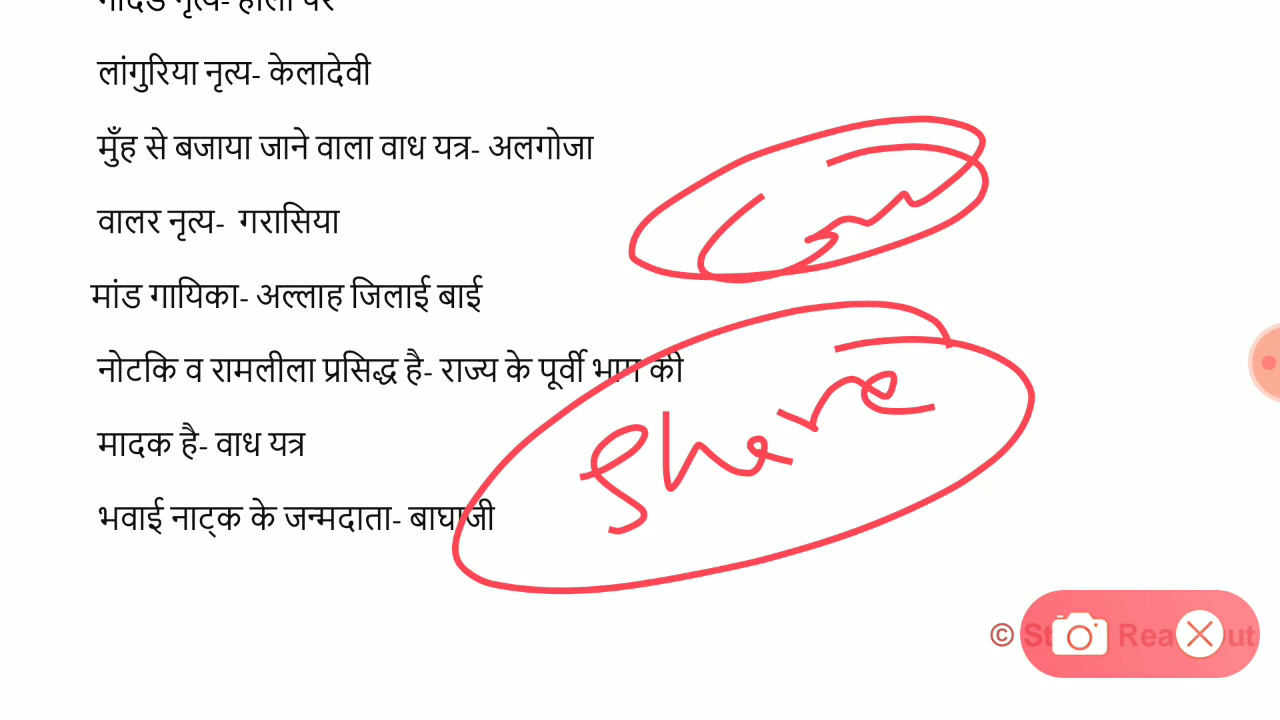 लांगुरिया नृत्य- केलादेवी
मुँह से बजाया जाने वाला वाध यत्र- अलगोजा
वालर नृत्य- गरासिया
मांड गायिका- अल्लाह जिलाई बाई
नोटकि व रामलीला प्रसिद्ध है- राज्य के पूर्वी भाग की
Share
मादक है- वाध यत्र
भवाई नाट्क के जन्मदाता- बाघाजी
©